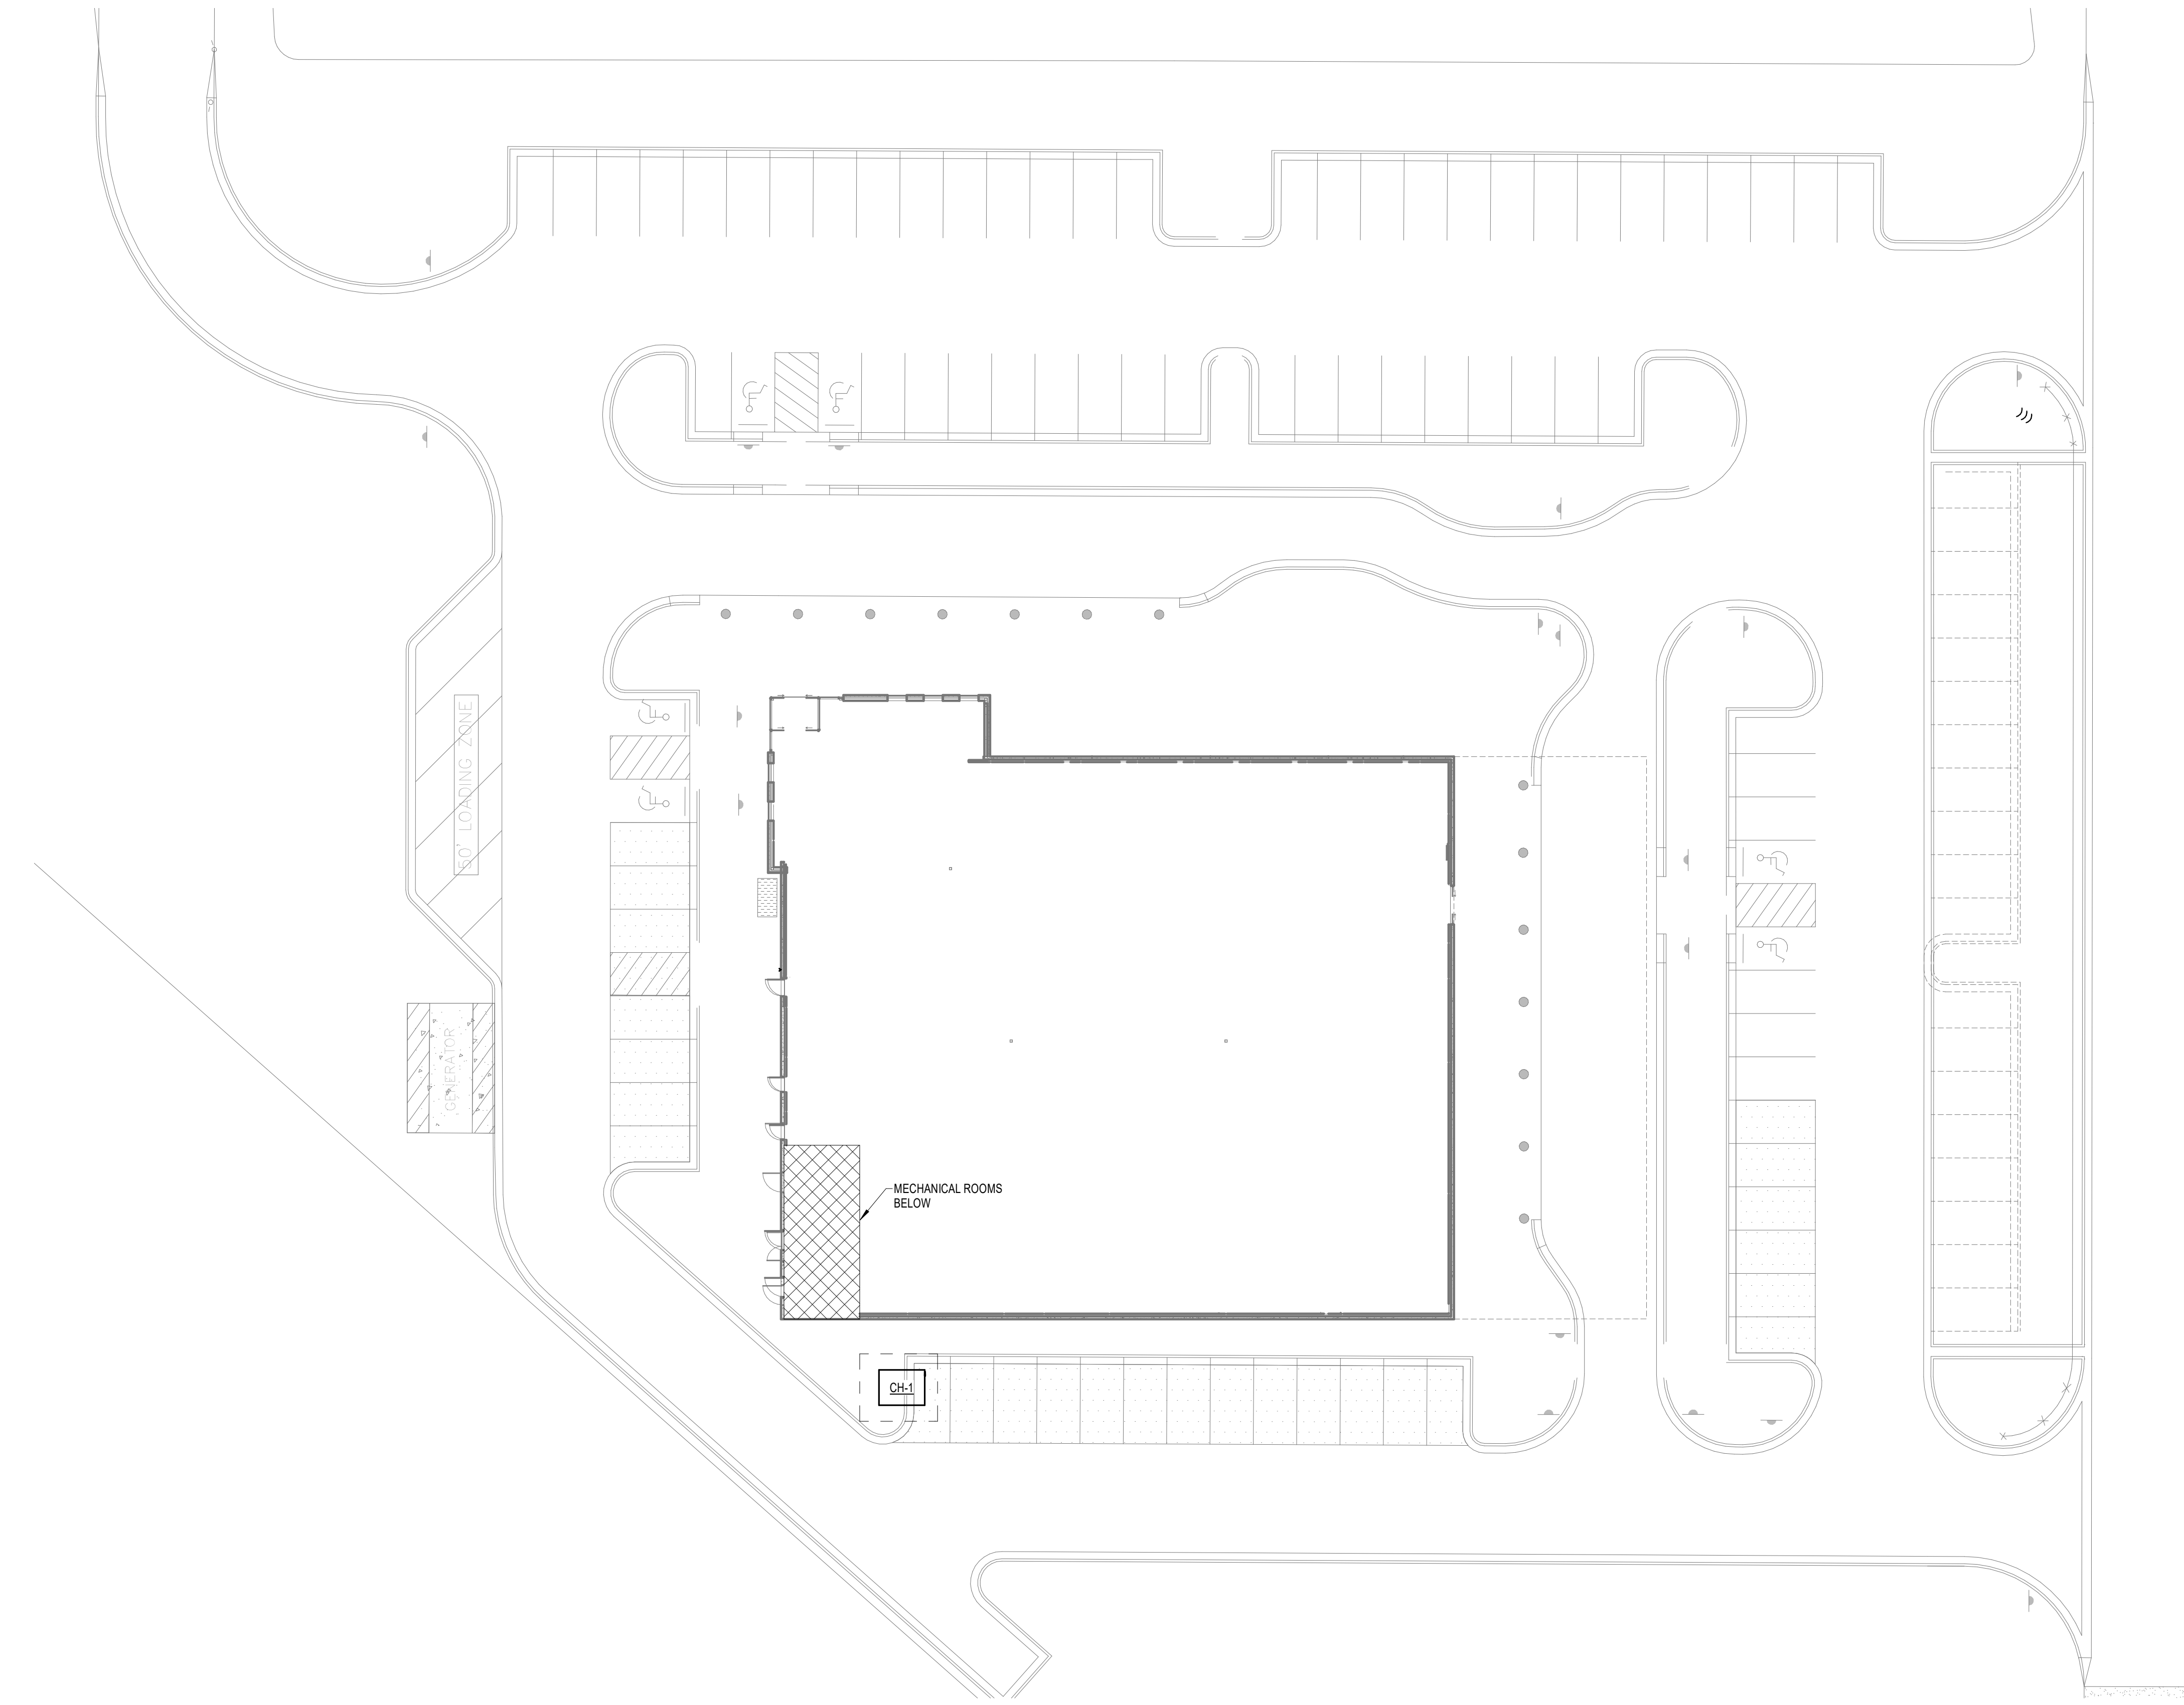 50' LOADING ZONE
GENERATOR
MECHANICAL ROOMS
BELOW
CH-1